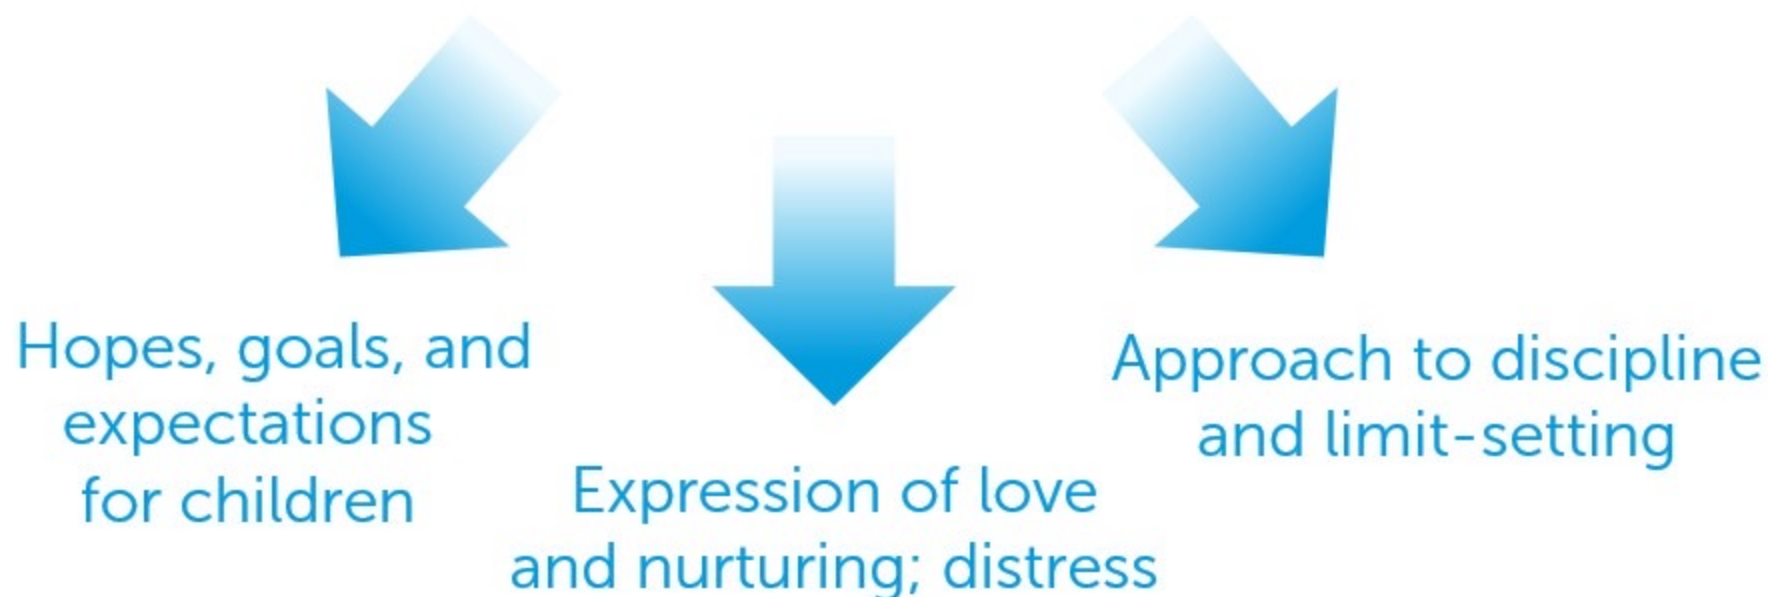 Hopes, goals, and
expectations
for children
Expression of love
and nurturing; distress
Approach to discipline
and limit-setting